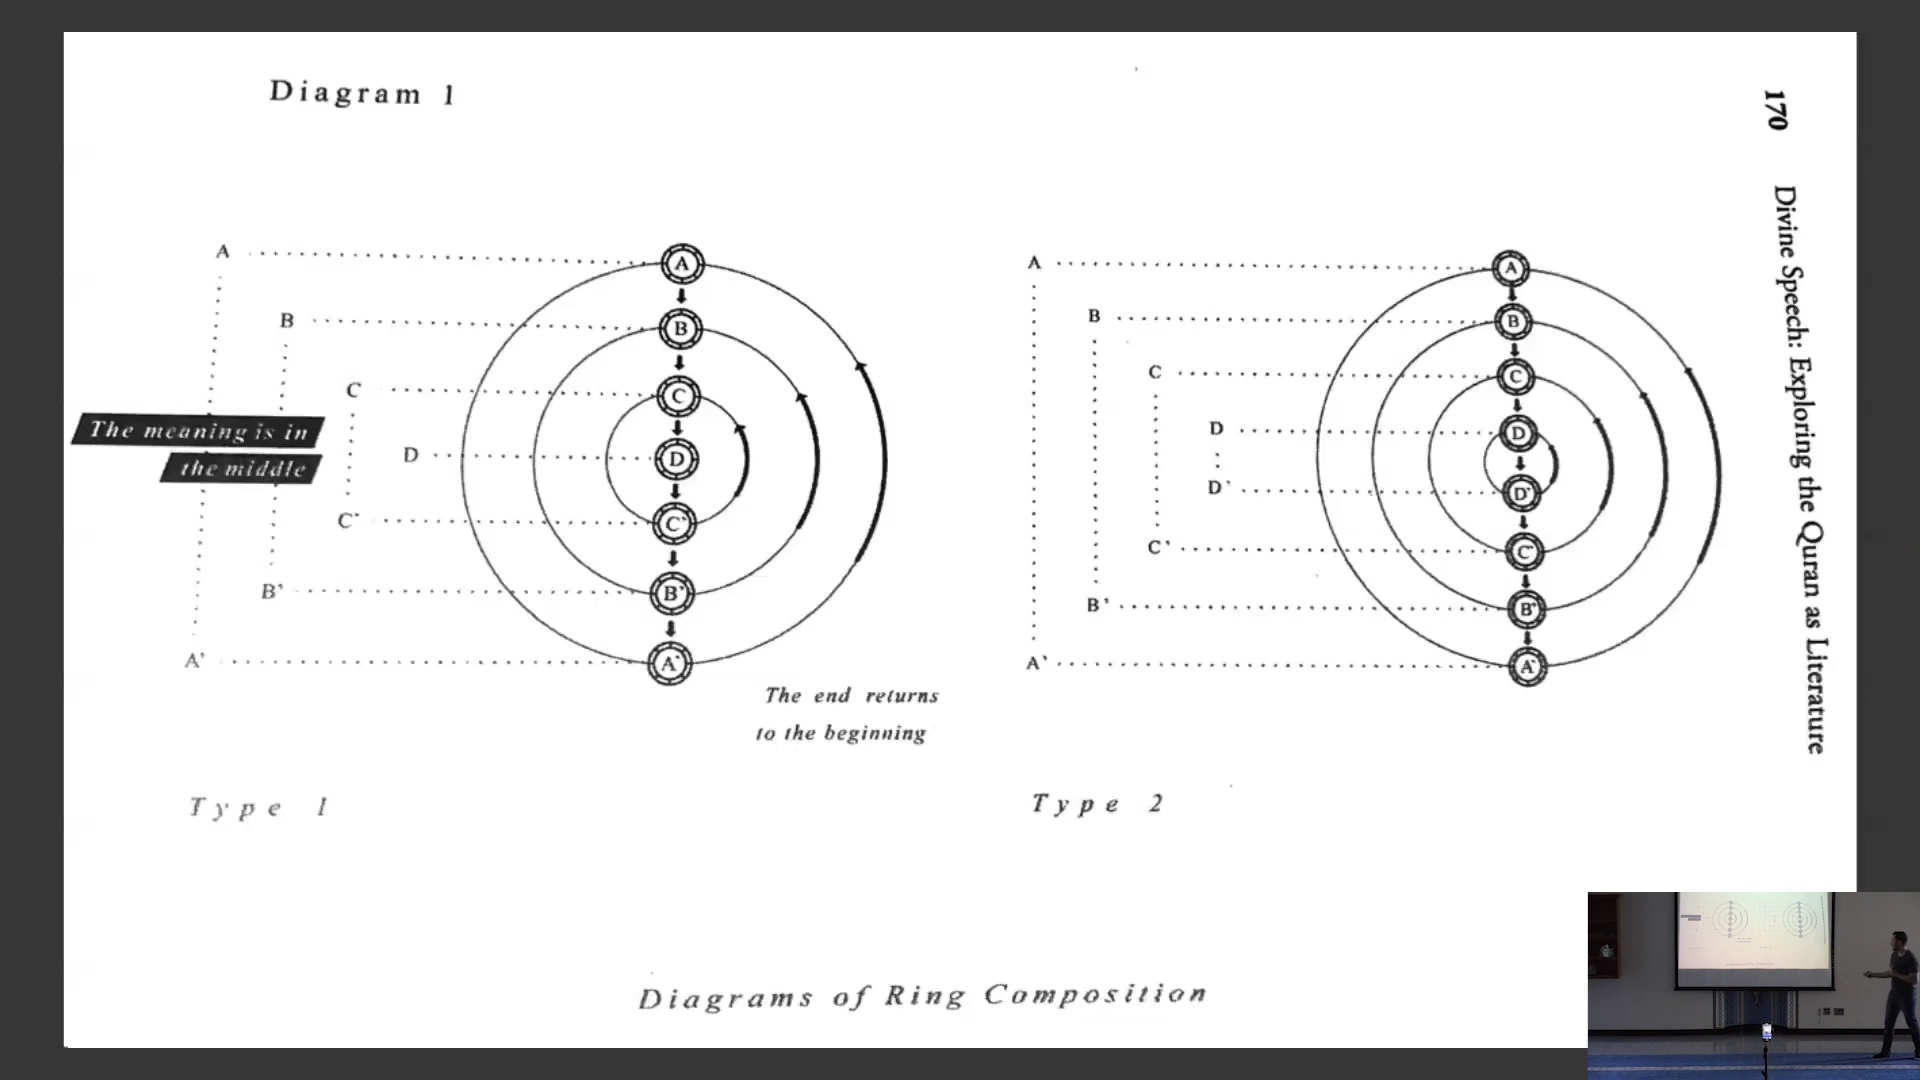 Diagram 1
A
B
C
The meaning is in
the middle
D
C'
B'
A'
A
B
C
D
C'
B'
A'
The end returns
to the beginning
Type 1
A
B
C
D
D'
C'
B'
A'
A
B
C
D
D'
C'
B'
A'
Type 2
Diagrams of Ring Composition
170 Divine Speech: Exploring the Quran as Literature